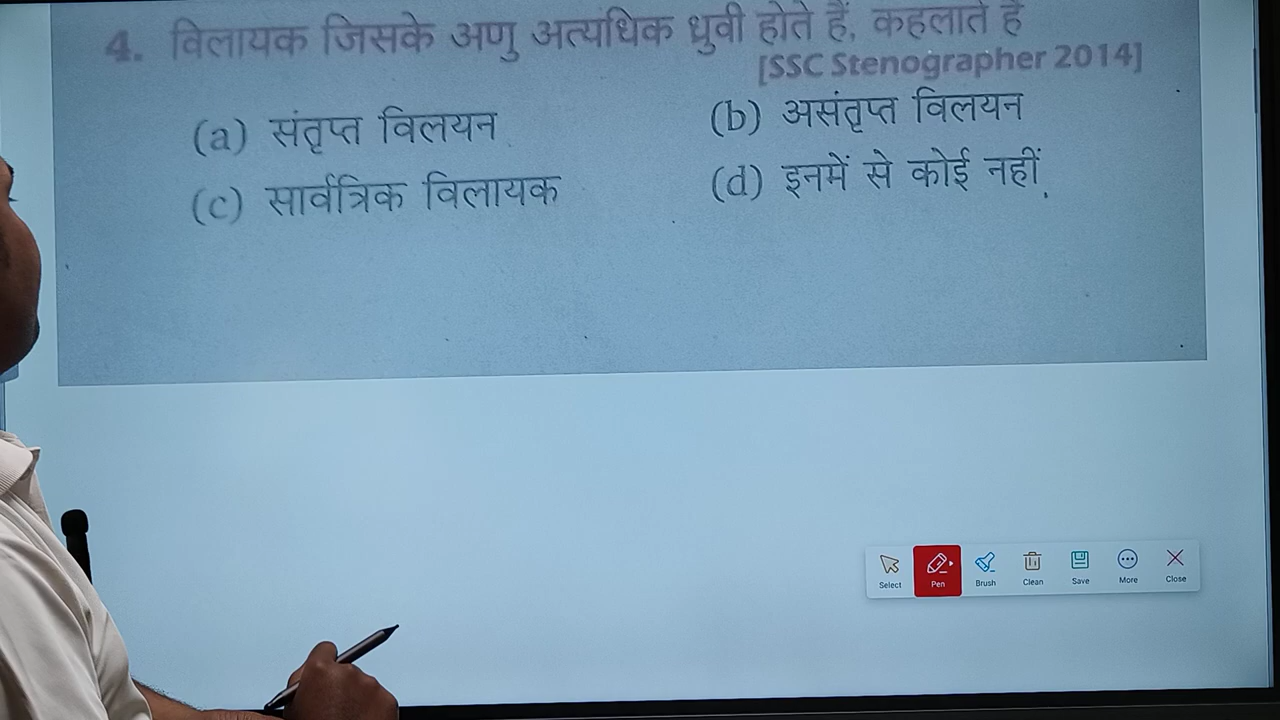 4. विलायक जिसके अणु अत्यधिक ध्रुवी होते हैं, कहलाते हैं
[SSC Stenographer 2014]
(a) संतृप्त विलयन
(b) असंतृप्त विलयन
(c) सार्वत्रिक विलायक
(d) इनमें से कोई नहीं
Select
Pen
Brush
Clean
Save
More
Close